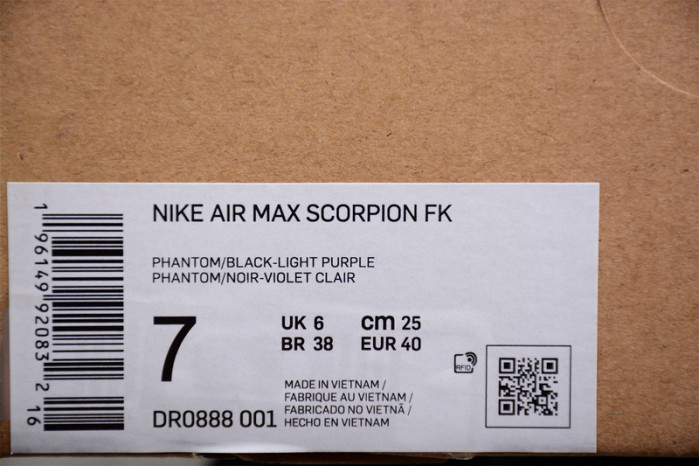 NIKE AIR MAX SCORPION FK
PHANTOM/BLACK-LIGHT PURPLE
PHANTOM/NOIR-VIOLET CLAIR
7
UK 6 cm 25
BR 38 EUR 40
RFID
MADE IN VIETNAM /
FABRIQUE AU VIETNAM /
FABRICADO NO VIETNÃ /
HECHO EN VIETNAM
DR0888 001
1 96149 92083 2 16